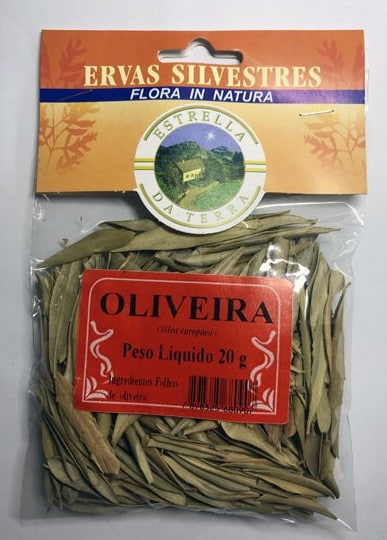 ERVAS SILVESTRES
FLORA IN NATURA
ESTRELLA
DA TERRA
OLIVEIRA
(Olea europaea)
Peso Líquido 20 g
Ingredientes Folhas
de oliveira